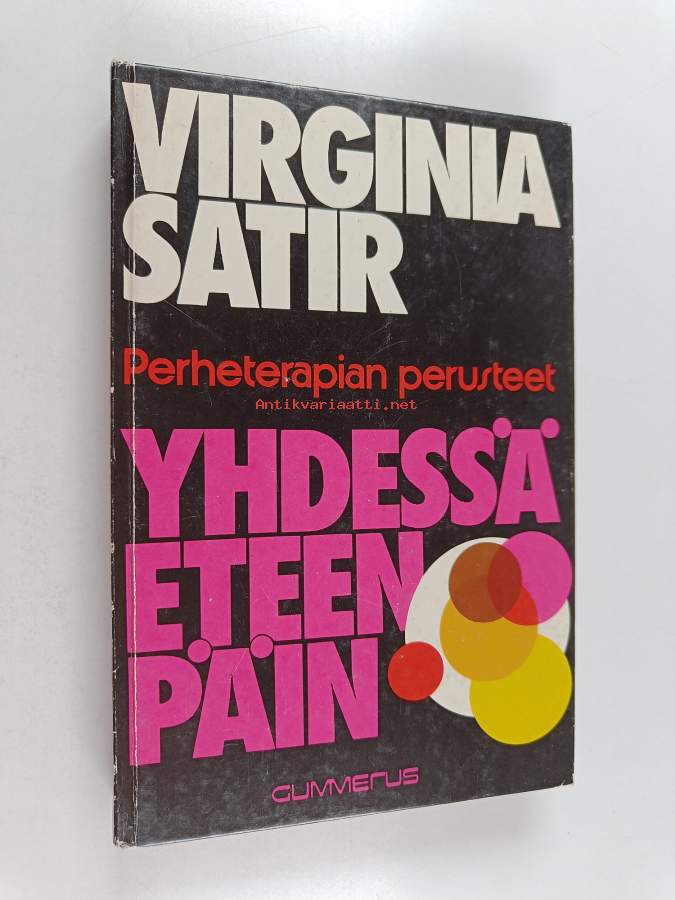 VIRGINIA
SATIR
Perheterapian perusteet
Antikvariaatti.net
YHDESSÄ
ETEEN
PÄIN
GUMMERUS